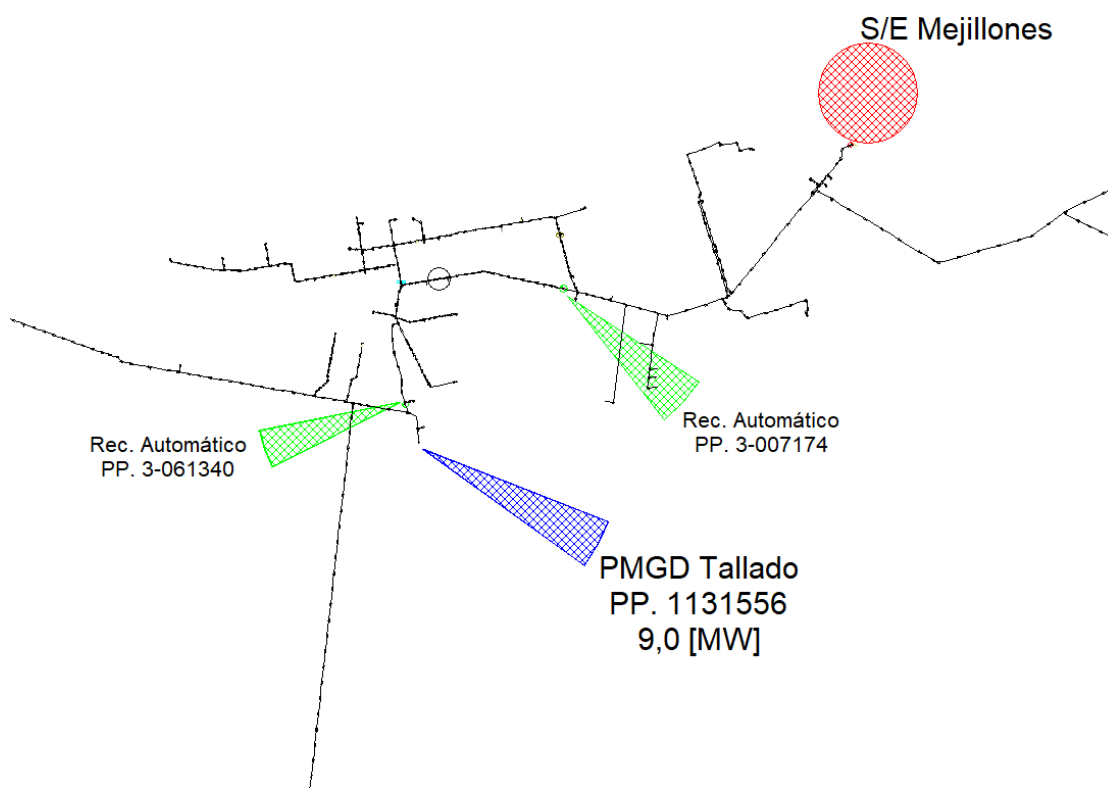 S/E Mejillones
Rec. Automático
PP. 3-007174
Rec. Automático
PP. 3-061340
PMGD Tallado
PP. 1131556
9,0 [MW]